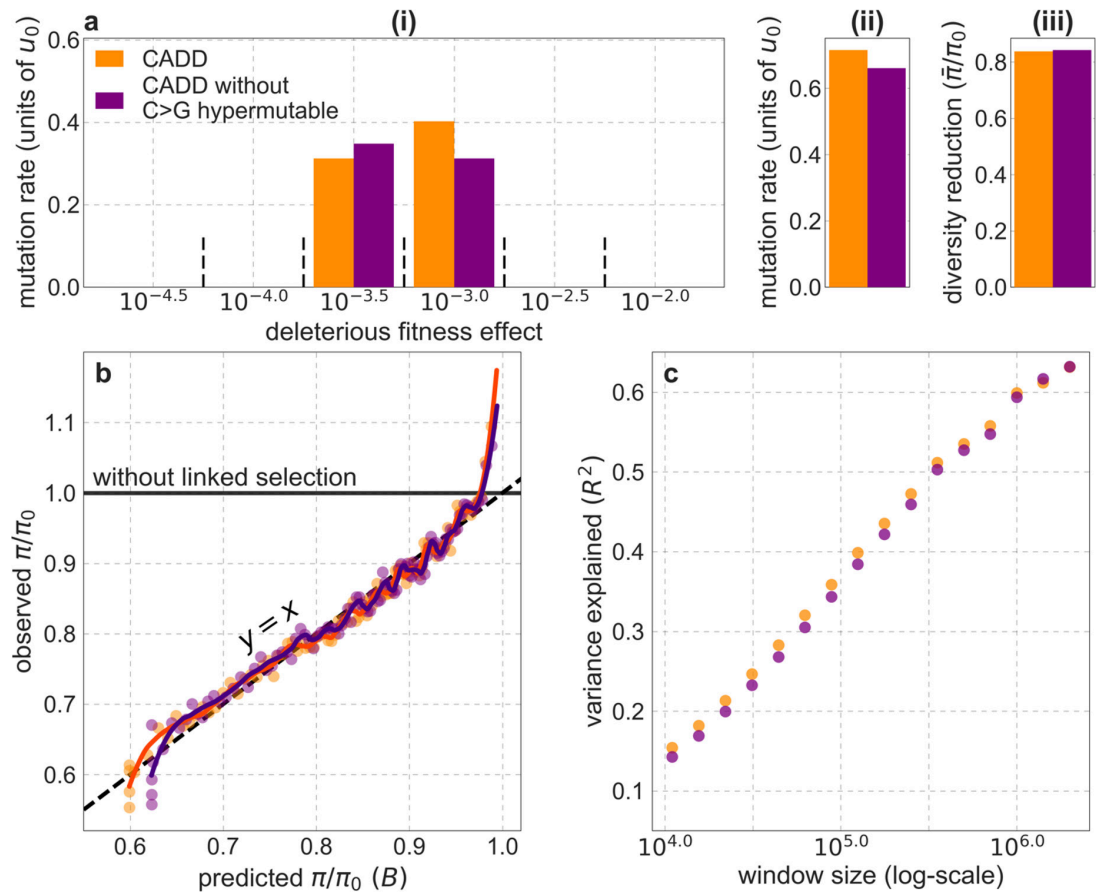 a
(i)
(ii)
(iii)
mutation rate (units of u₀)
0.6
0.4
0.2
0.0
CADD
CADD without
C>G hypermutable
10⁻⁴·⁵ 10⁻⁴·⁰ 10⁻³·⁵ 10⁻³·⁰ 10⁻²·⁵ 10⁻²·⁰
deleterious fitness effect
mutation rate (units of u₀)
0.6
0.4
0.2
0.0
diversity reduction (π̄/π₀)
0.8
0.6
0.4
0.2
0.0
b
observed π/π₀
1.1
1.0
0.9
0.8
0.7
0.6
without linked selection
y = x
0.6 0.7 0.8 0.9 1.0
predicted π/π₀ (B)
c
variance explained (R²)
0.6
0.5
0.4
0.3
0.2
0.1
10⁴·⁰ 10⁵·⁰ 10⁶·⁰
window size (log-scale)